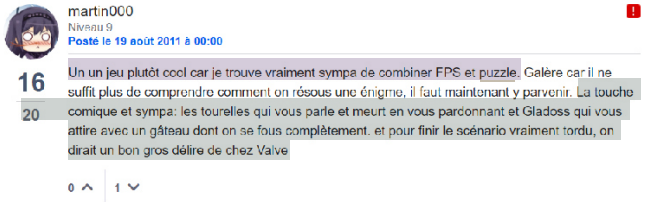 martin000
Niveau 9
Posté le 19 août 2011 à 00:00
16
20
Un un jeu plutôt cool car je trouve vraiment sympa de combiner FPS et puzzle. Galère car il ne
suffit plus de comprendre comment on résous une énigme, il faut maintenant y parvenir. La touche
comique et sympa: les tourelles qui vous parle et meurt en vous pardonnant et Gladoss qui vous
attire avec un gâteau dont on se fous complètement. et pour finir le scénario vraiment tordu, on
dirait un bon gros délire de chez Valve
0 1